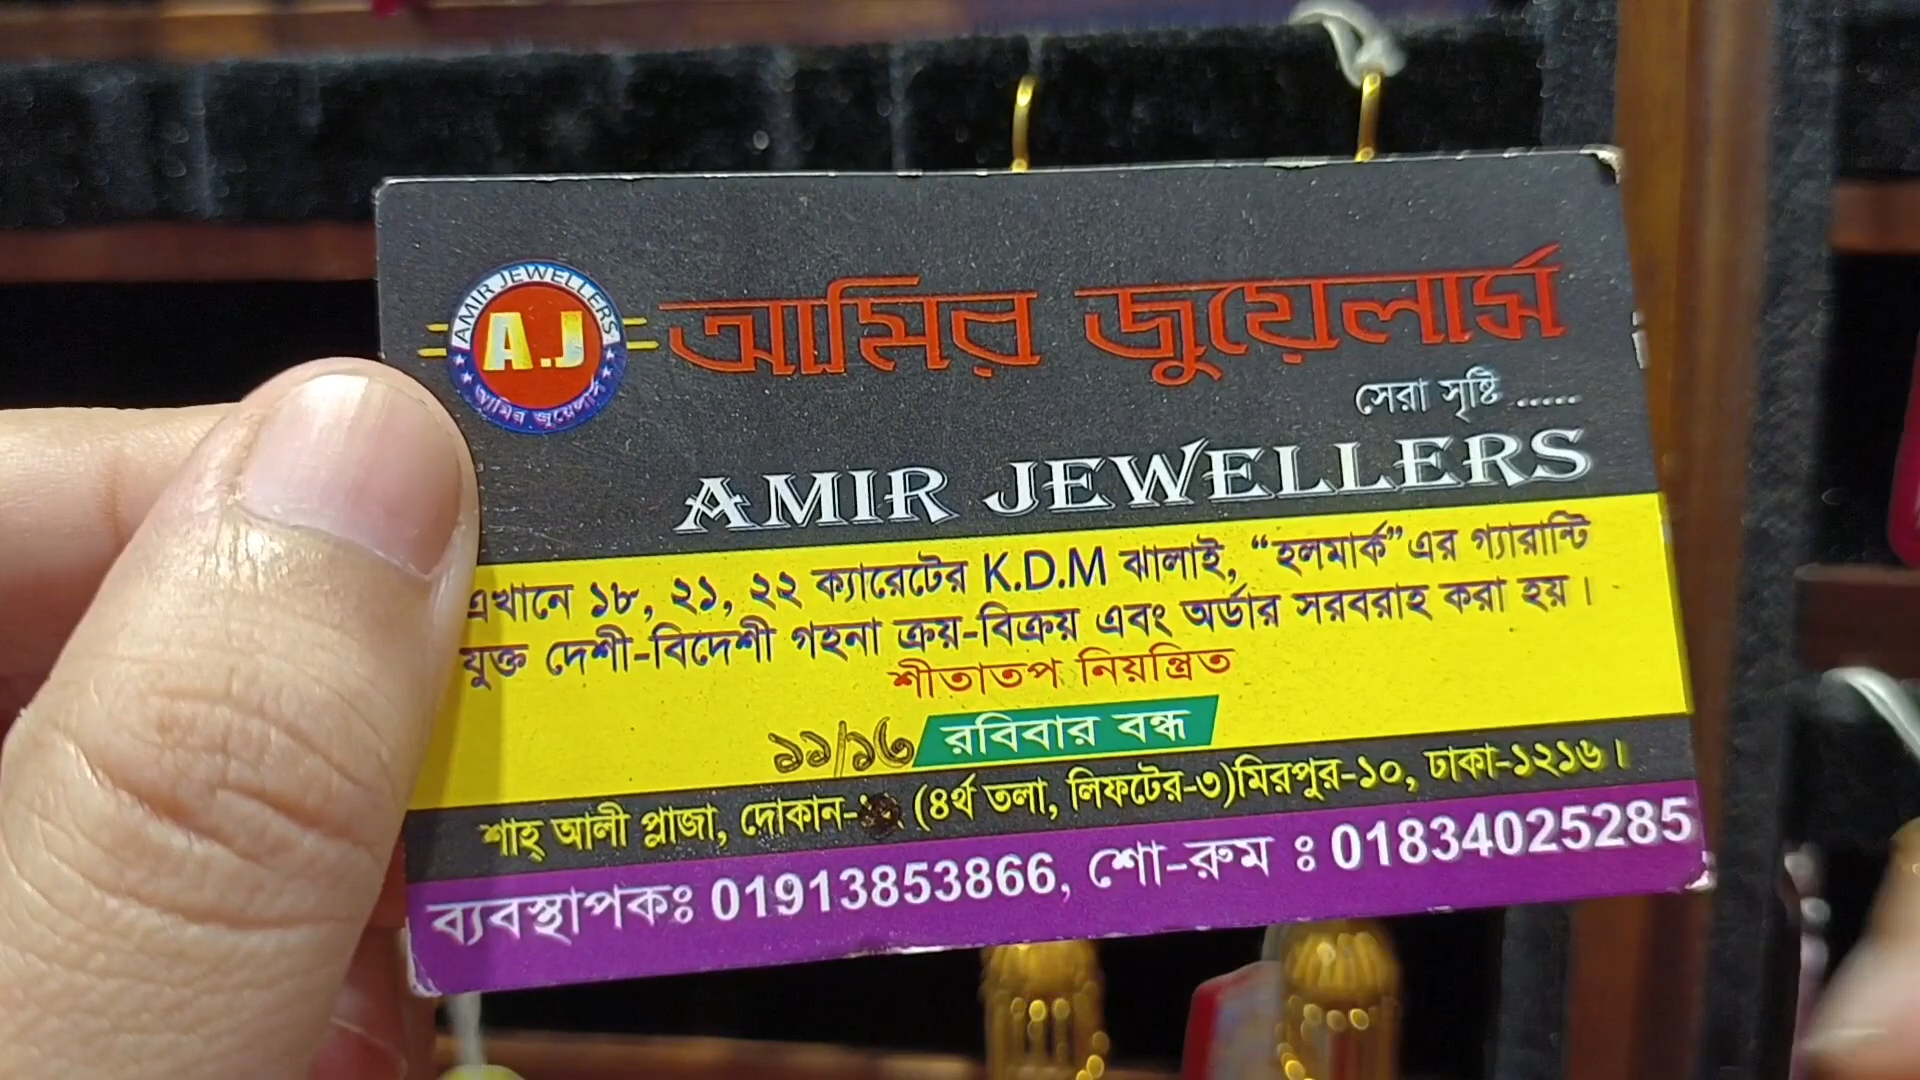 AMIR JEWELLERS
A.J
আমির জুয়েলার্স
আমির জুয়েলার্স
সেরা সৃষ্টি .....
AMIR JEWELLERS
এখানে ১৮, ২১, ২২ ক্যারেটের K.D.M ঝালাই, “হলমার্ক” এর গ্যারান্টি
যুক্ত দেশী-বিদেশী গহনা ক্রয়-বিক্রয় এবং অর্ডার সরবরাহ করা হয়।
শীতাতপ নিয়ন্ত্রিত
১১/১৬ রবিবার বন্ধ
শাহ্ আলী প্লাজা, দোকান- (৪র্থ তলা, লিফটের-৩)মিরপুর-১০, ঢাকা-১২১৬।
ব্যবস্থাপকঃ 01913853866, শো-রুম ঃ 01834025285